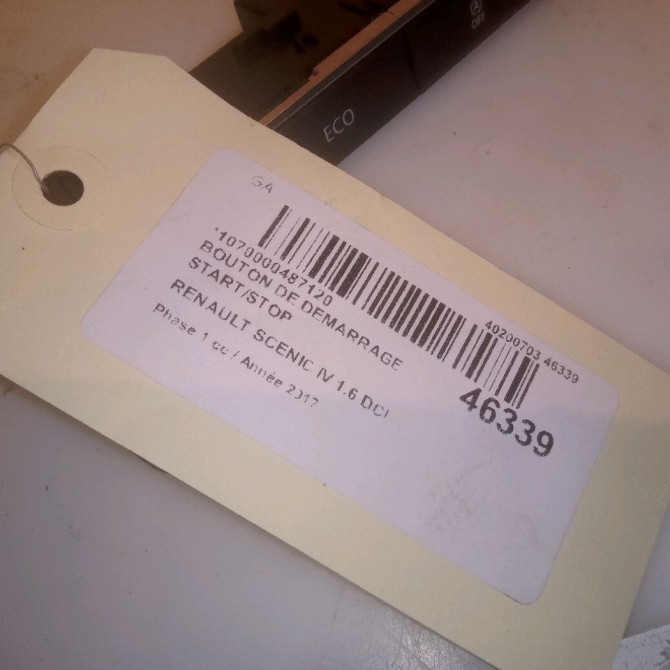 ECO
GA
*1070000487120
40200703 46339
BOUTON DE DEMARRAGE
START/STOP
46339
RENAULT SCENIC IV 1.6 DCI
Phase 1 cc / Année 2017